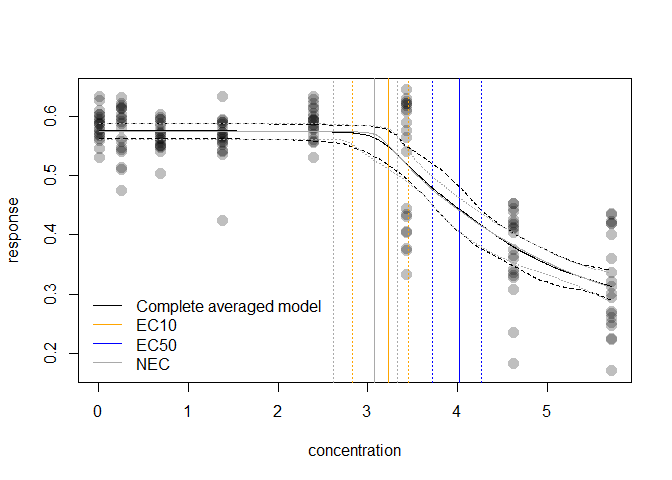 0.6
0.5
response
0.4
0.3
0.2
Complete averaged model
EC10
EC50
NEC
0 1 2 3 4 5
concentration